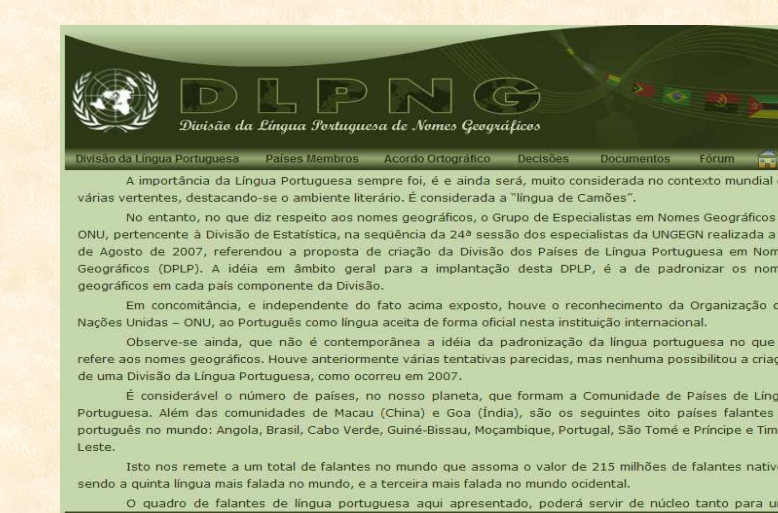 DLPNG
Divisão da Língua Portuguesa de Nomes Geográficos
Divisão da Língua Portuguesa Países Membros Acordo Ortográfico Decisões Documentos Fórum
A importância da Língua Portuguesa sempre foi, é e ainda será, muito considerada no contexto mundial
várias vertentes, destacando-se o ambiente literário. É considerada a “língua de Camões”.
No entanto, no que diz respeito aos nomes geográficos, o Grupo de Especialistas em Nomes Geográficos
ONU, pertencente à Divisão de Estatística, na seqüência da 24ª sessão dos especialistas da UNGEGN realizada a
de Agosto de 2007, referendou a proposta de criação da Divisão dos Países de Língua Portuguesa em Nom
Geográficos (DPLP). A idéia em âmbito geral para a implantação desta DPLP, é a de padronizar os nom
geográficos em cada país componente da Divisão.
Em concomitância, e independente do fato acima exposto, houve o reconhecimento da Organização d
Nações Unidas – ONU, ao Português como língua aceita de forma oficial nesta instituição internacional.
Observe-se ainda, que não é contemporânea a idéia da padronização da língua portuguesa no que
refere aos nomes geográficos. Houve anteriormente várias tentativas parecidas, mas nenhuma possibilitou a criaç
de uma Divisão da Língua Portuguesa, como ocorreu em 2007.
É considerável o número de países, no nosso planeta, que formam a Comunidade de Países de Líng
Portuguesa. Além das comunidades de Macau (China) e Goa (Índia), são os seguintes oito países falantes
português no mundo: Angola, Brasil, Cabo Verde, Guiné-Bissau, Moçambique, Portugal, São Tomé e Príncipe e Tim
Leste.
Isto nos remete a um total de falantes no mundo que assoma o valor de 215 milhões de falantes nativ
sendo a quinta língua mais falada no mundo, e a terceira mais falada no mundo ocidental.
O quadro de falantes de língua portuguesa aqui apresentado, poderá servir de núcleo tanto para u